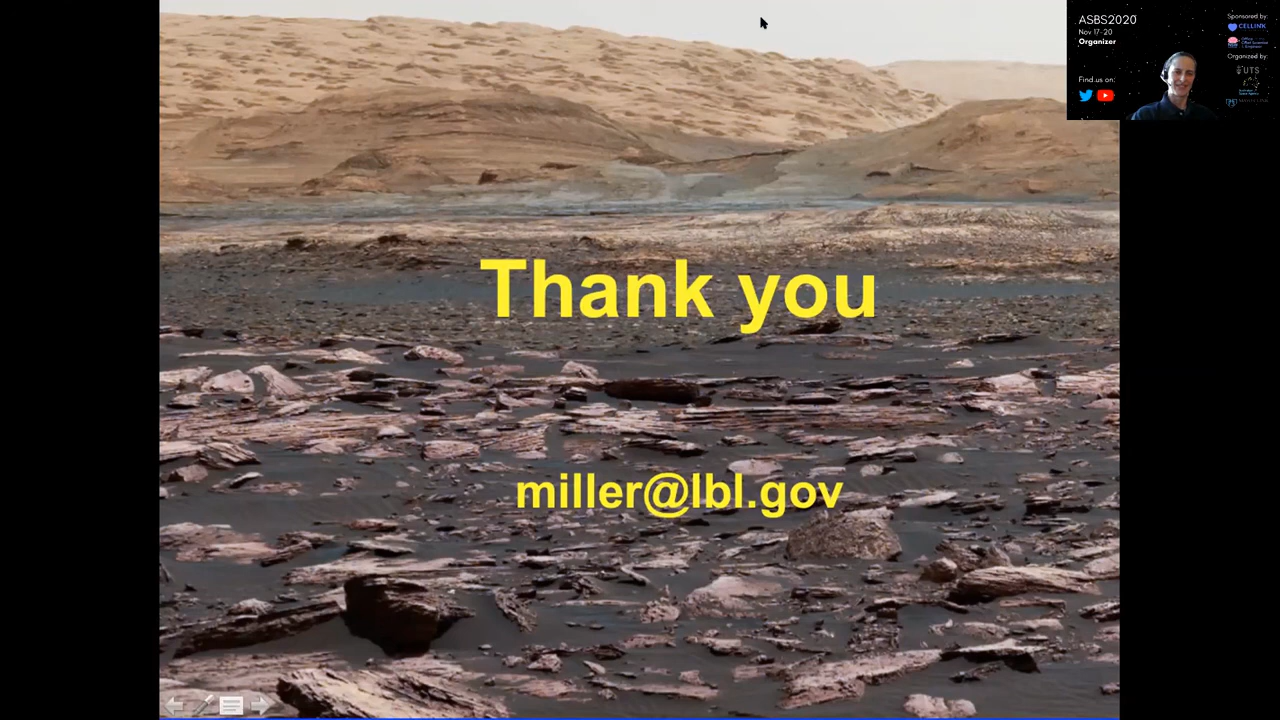 Thank you
miller@lbl.gov
ASBS2020
Nov 17-20
Organizer
Find us on:
Sponsored by:
CELLINK
Organized by:
UTS